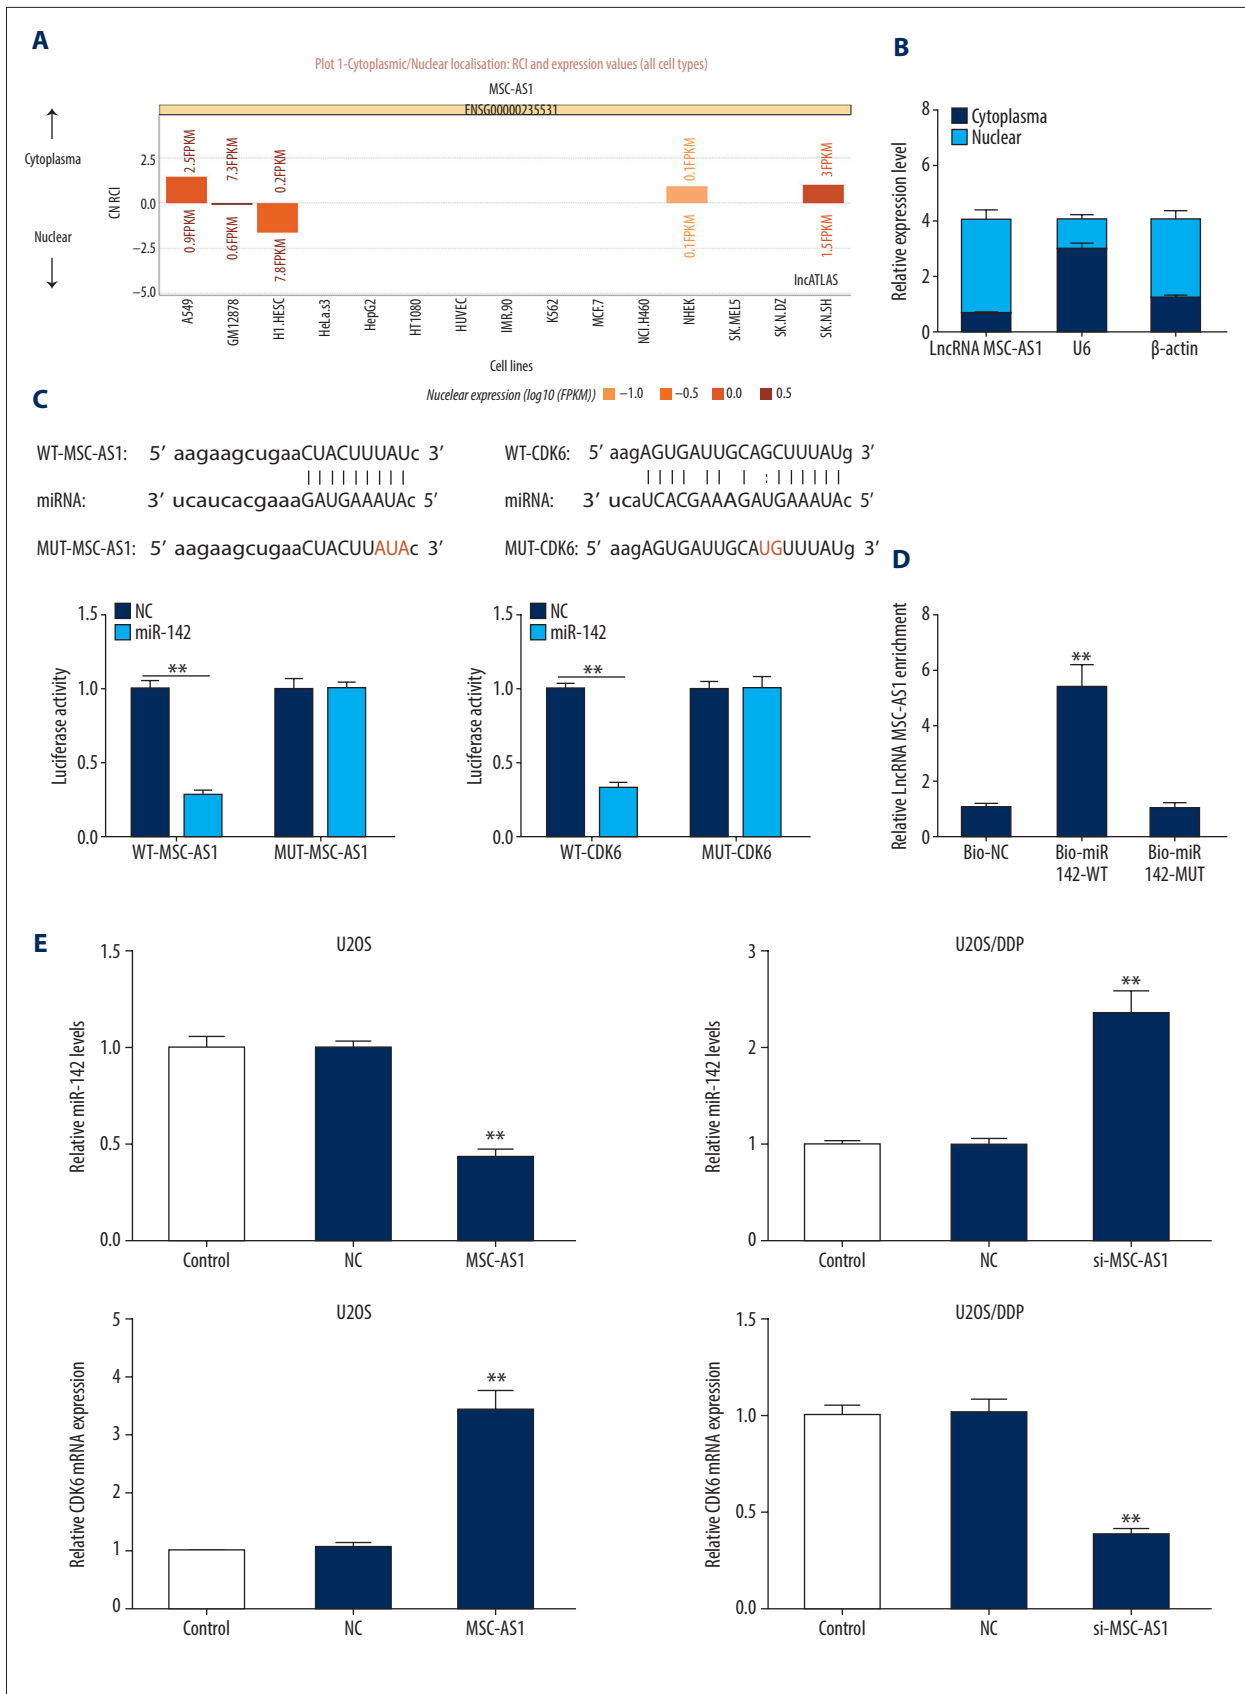 A
Plot 1-Cytoplasmic/Nuclear localisation: RCI and expression values (all cell types)
MSC-AS1
ENSG00000235531
Cytoplasma
Nuclear
CN RCI
2.5
0.0
−2.5
−5.0
2.5FPKM
0.9FPKM
7.3FPKM
0.6FPKM
0.2FPKM
7.8FPKM
0.1FPKM
0.1FPKM
3FPKM
1.5FPKM
lncATLAS
A549
GM12878
H1.HESC
HeLa.s3
HepG2
HT1080
HUVEC
IMR.90
K562
MCF.7
NCI.H460
NHEK
SK.MEL5
SK.N.DZ
SK.N.SH
Cell lines
Nucelear expression (log10 (FPKM)) −1.0 −0.5 0.0 0.5
B
Relative expression level
8
6
4
2
0
Cytoplasma
Nuclear
LncRNA MSC-AS1 U6 β-actin
C
WT-MSC-AS1: 5′ aagaagcugaaCUACUUUAUc 3′
miRNA: 3′ ucaucacgaaaGAUGAAAUAc 5′
MUT-MSC-AS1: 5′ aagaagcugaaCUACUUAUAc 3′
WT-CDK6: 5′ aagAGUGAUUGCAGCUUUAUg 3′
miRNA: 3′ ucaUCACGAAAGAUGAAAUAc 5′
MUT-CDK6: 5′ aagAGUGAUUGCAUGUUUAUg 3′
Luciferase activity
1.5
1.0
0.5
0.0
NC
miR-142
**
WT-MSC-AS1 MUT-MSC-AS1
Luciferase activity
1.5
1.0
0.5
0.0
NC
miR-142
**
WT-CDK6 MUT-CDK6
D
Relative LncRNA MSC-AS1 enrichment
8
6
4
2
0
**
Bio-NC Bio-miR Bio-miR
142-WT 142-MUT
E
U2OS
Relative miR-142 levels
1.5
1.0
0.5
0.0
**
Control NC MSC-AS1
U2OS/DDP
Relative miR-142 levels
3
2
1
0
**
Control NC si-MSC-AS1
U2OS
Relative CDK6 mRNA expression
5
4
3
2
1
0
**
Control NC MSC-AS1
U2OS/DDP
Relative CDK6 mRNA expression
1.5
1.0
0.5
0.0
**
Control NC si-MSC-AS1